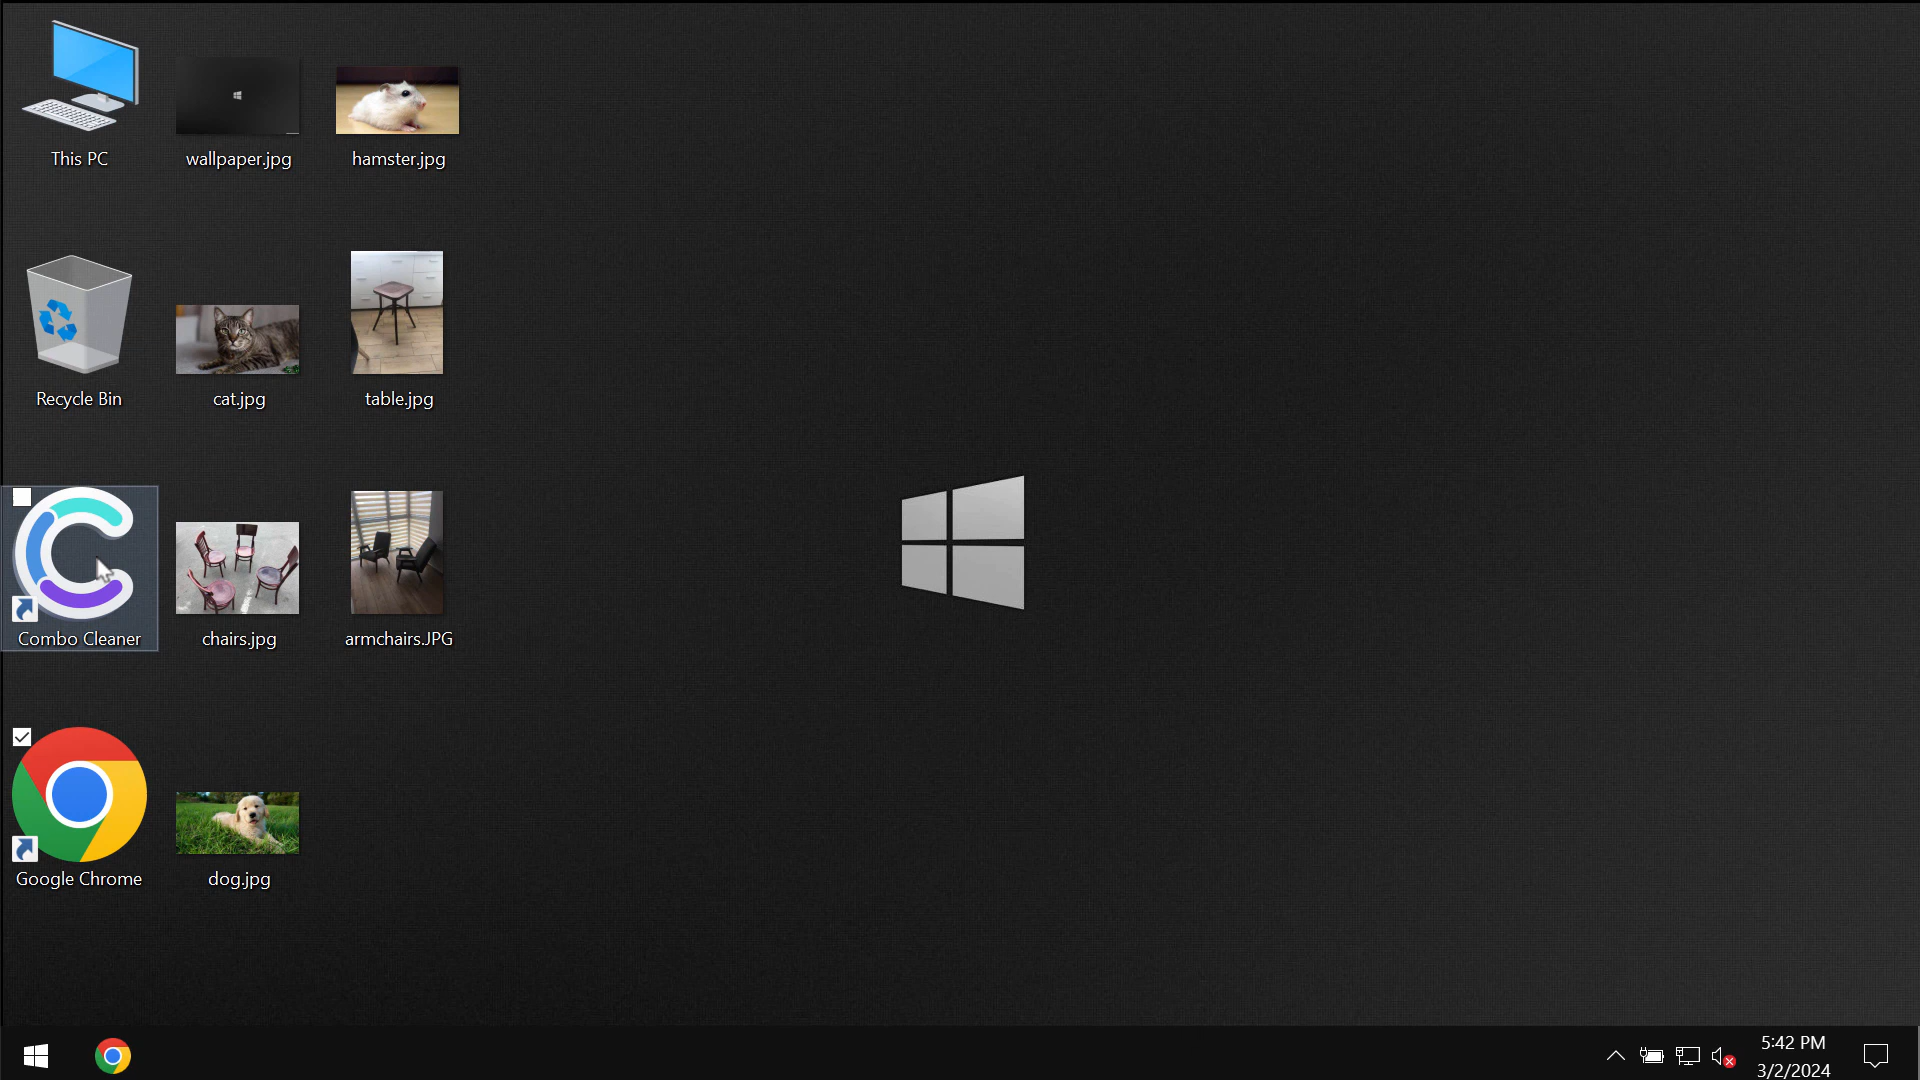 This PC
wallpaper.jpg
hamster.jpg
Recycle Bin
cat.jpg
table.jpg
Combo Cleaner
chairs.jpg
armchairs.JPG
Google Chrome
dog.jpg
5:42 PM
3/2/2024